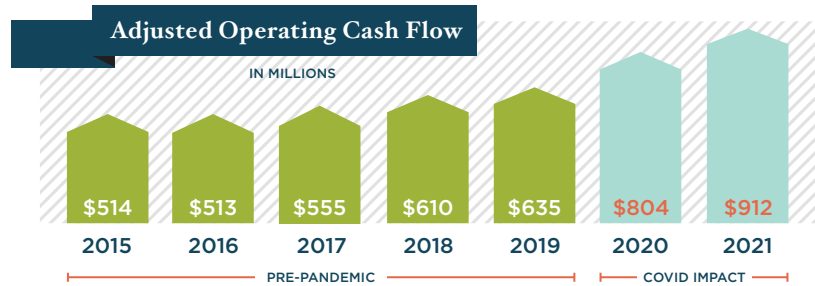 Adjusted Operating Cash Flow
IN MILLIONS
$514 $513 $555 $610 $635 $804 $912
2015 2016 2017 2018 2019 2020 2021
PRE-PANDEMIC COVID IMPACT